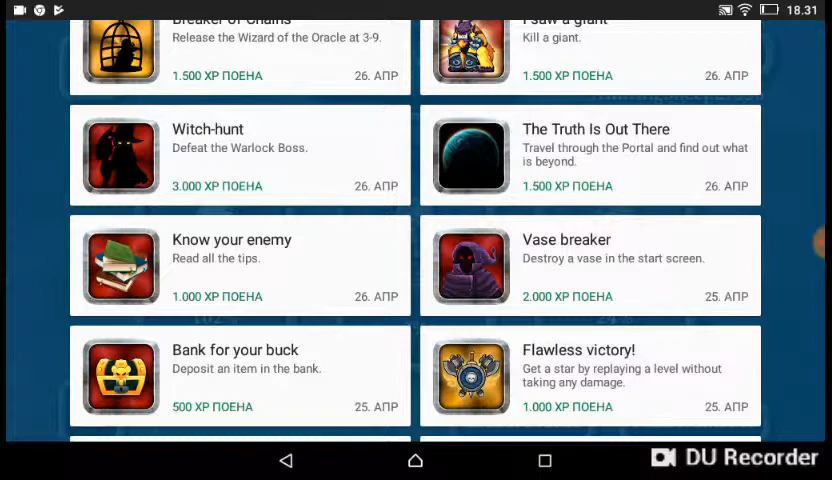 18.31
Breaker of Chains
Release the Wizard of the Oracle at 3-9.
1.500 XP ПОЕНА
26. АПР
I saw a giant
Kill a giant.
1.500 XP ПОЕНА
26. АПР
Witch-hunt
Defeat the Warlock Boss.
3.000 XP ПОЕНА
26. АПР
The Truth Is Out There
Travel through the Portal and find out what
is beyond.
1.500 XP ПОЕНА
26. АПР
Know your enemy
Read all the tips.
1.000 XP ПОЕНА
26. АПР
Vase breaker
Destroy a vase in the start screen.
2.000 XP ПОЕНА
25. АПР
Bank for your buck
Deposit an item in the bank.
500 XP ПОЕНА
25. АПР
Flawless victory!
Get a star by replaying a level without
taking any damage.
1.000 XP ПОЕНА
25. АПР
DU Recorder